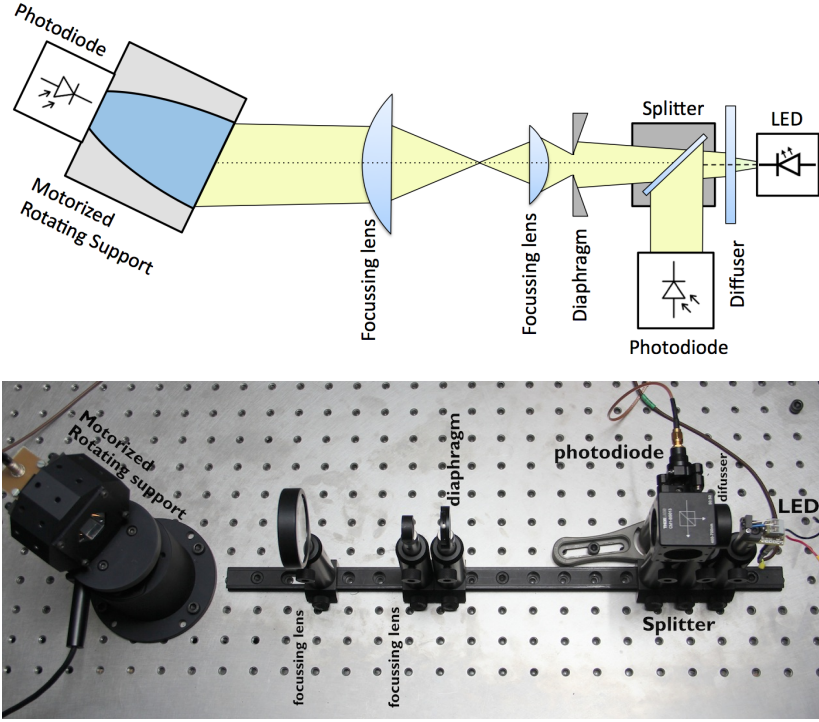 Photodiode
Splitter
LED
Motorized
Rotating Support
Focussing lens
Focussing lens
Diaphragm
Diffuser
Photodiode
Motorized
Rotating support
diaphragm
photodiode
difusser
LED
focussing lens
focussing lens
Splitter